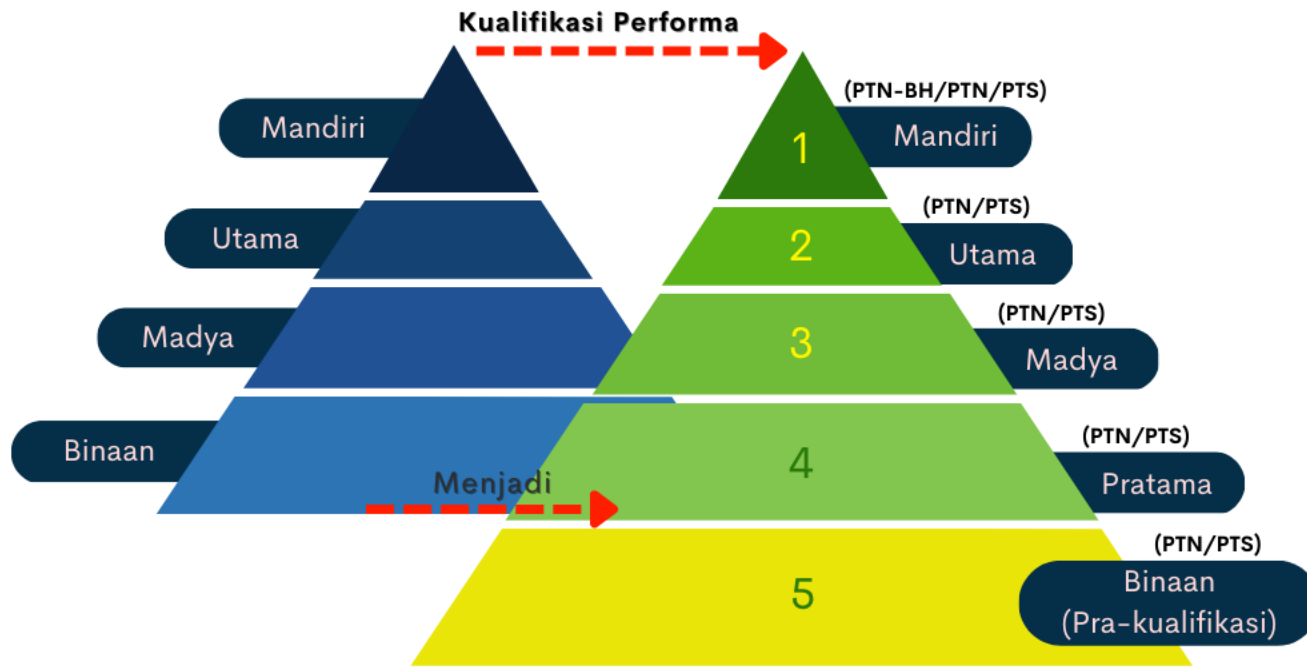 Kualifikasi Performa
Mandiri
Utama
Madya
Binaan
Menjadi
1
(PTN-BH/PTN/PTS)
Mandiri
2
(PTN/PTS)
Utama
3
(PTN/PTS)
Madya
4
(PTN/PTS)
Pratama
5
(PTN/PTS)
Binaan
(Pra-kualifikasi)